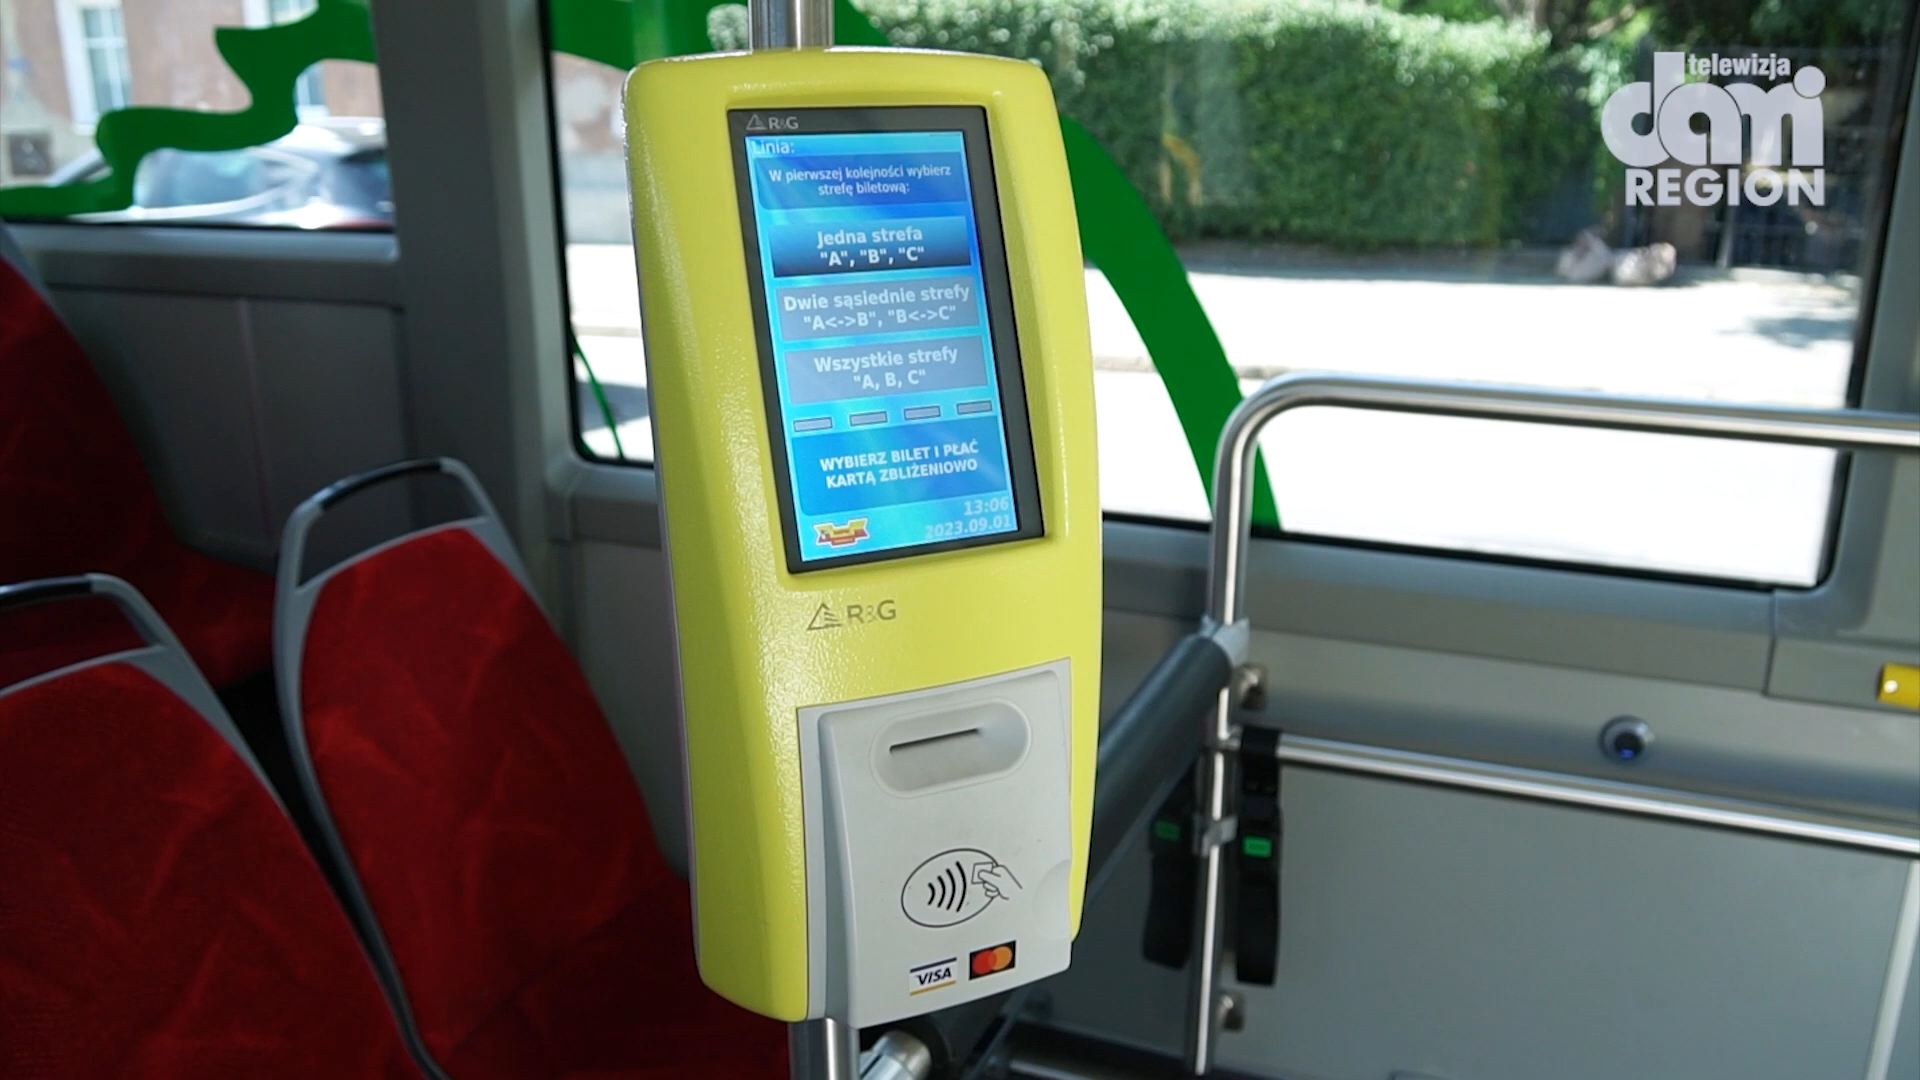 telewizja
dami
REGION
R&G
Linia:
W pierwszej kolejności wybierz
strefę biletową:
Jedna strefa
"A", "B", "C"
Dwie sąsiednie strefy
"A<->B", "B<->C"
Wszystkie strefy
"A, B, C"
WYBIERZ BILET I PŁAĆ
KARTĄ ZBLIŻENIOWO
13:06
2023.09.01
R&G
VISA